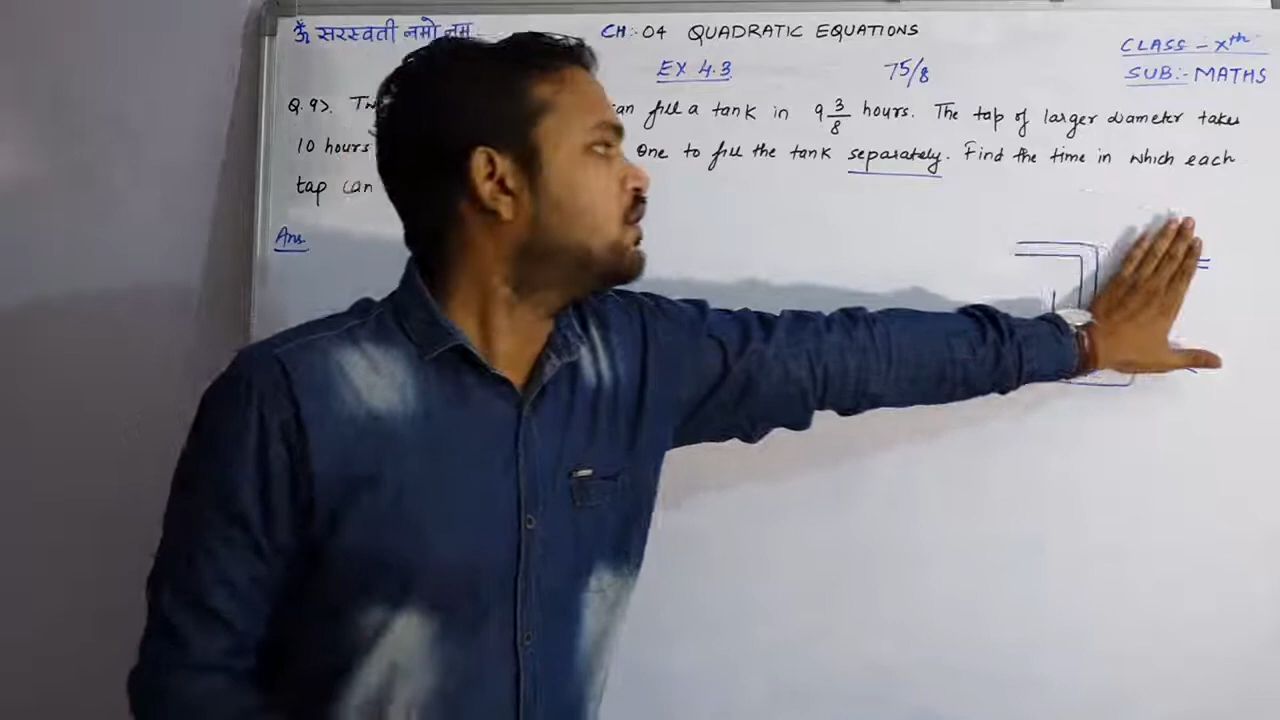 ॐ सरस्वती नमो नमः
CH:- 04 QUADRATIC EQUATIONS
CLASS - Xth
SUB:- MATHS
EX 4.3
75/8
Q.9>. fill a tank in 9 3/8 hours. The tap of larger diameter takes
10 hours One to fill the tank separately. Find the time in which each
tap can
Ans